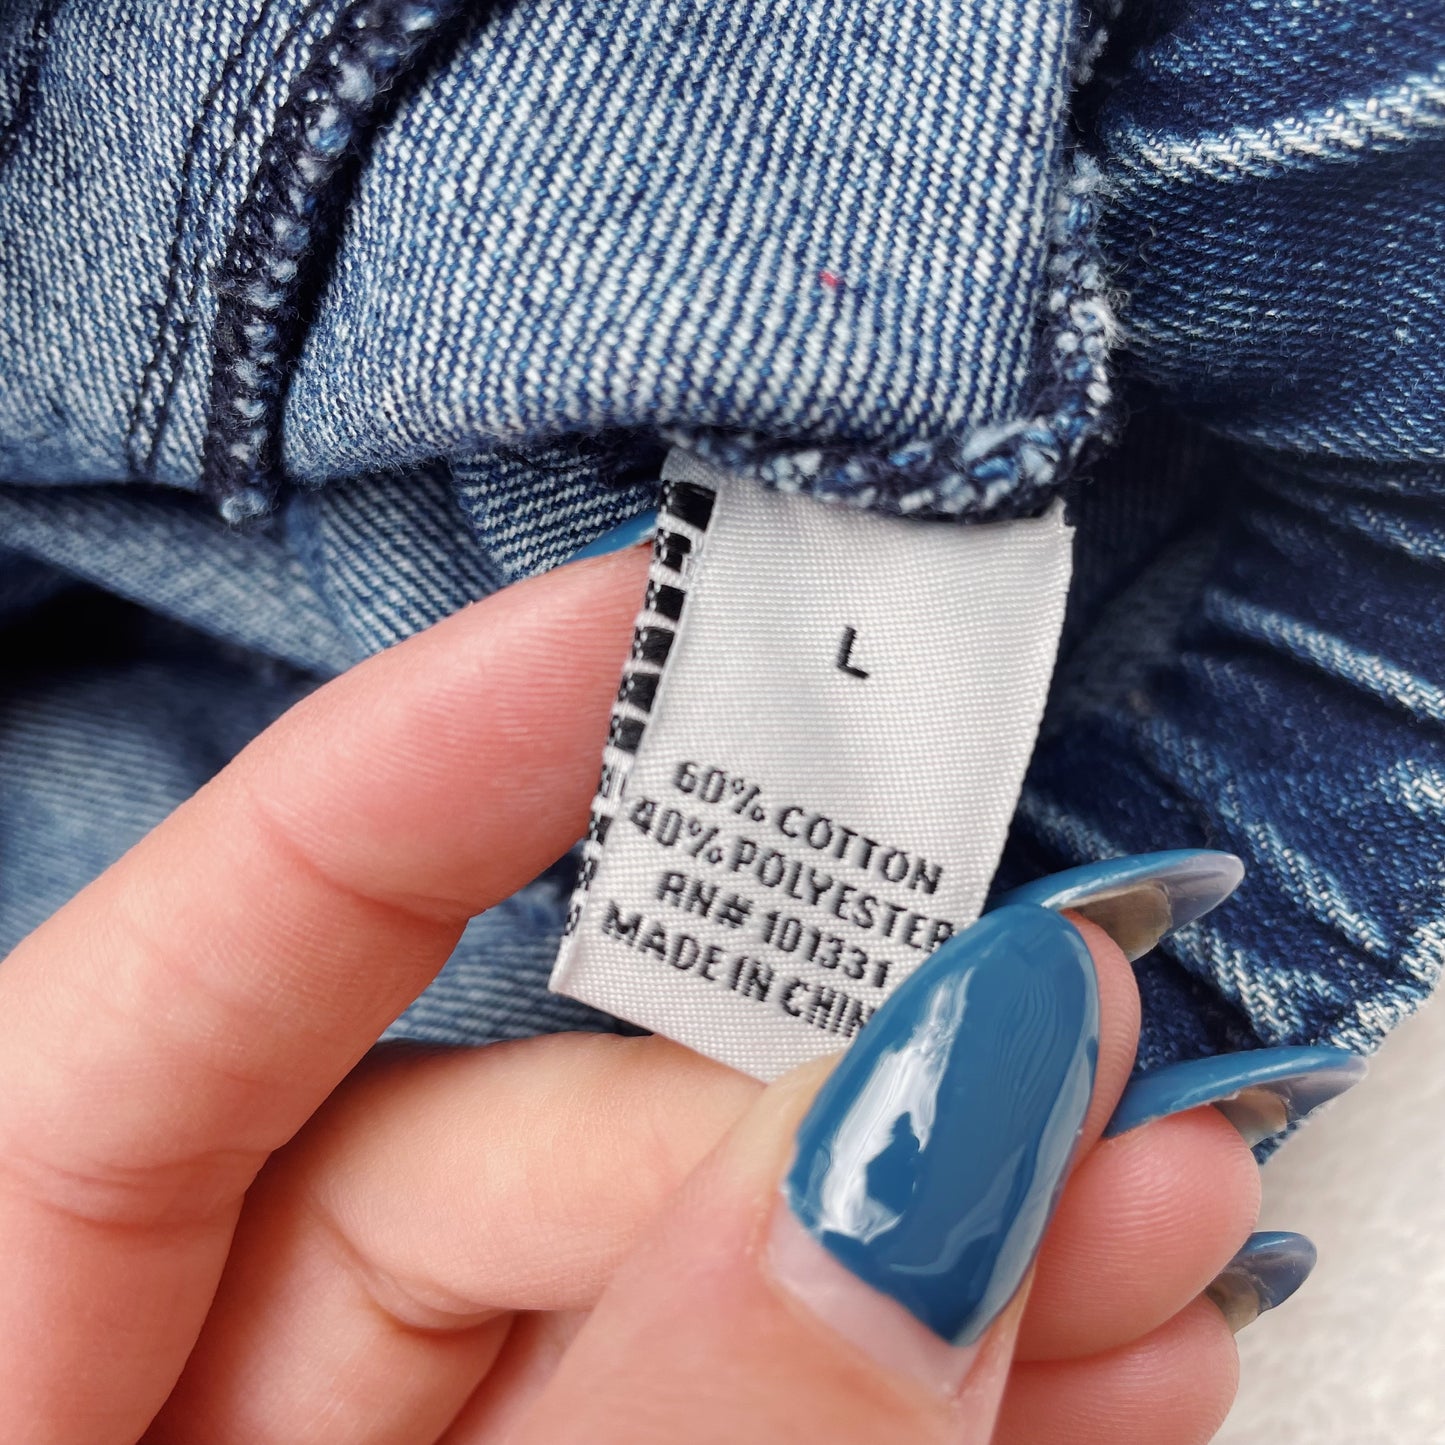 L
60% COTTON
40% POLYESTER
RN# 101331
MADE IN CHIN